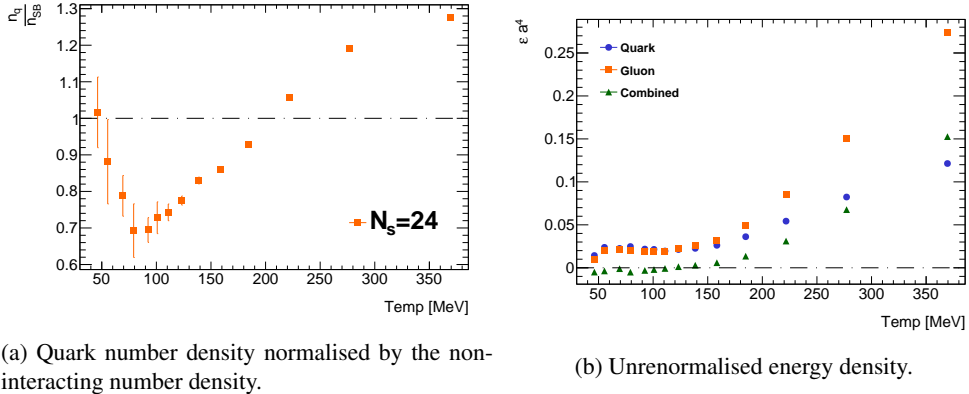 n_q
n_SB
1.3
1.2
1.1
1
0.9
0.8
0.7
0.6
N_s=24
50 100 150 200 250 300 350
Temp [MeV]
(a) Quark number density normalised by the non-
interacting number density.
ε a⁴
0.25
0.2
0.15
0.1
0.05
0
Quark
Gluon
Combined
50 100 150 200 250 300 350
Temp [MeV]
(b) Unrenormalised energy density.